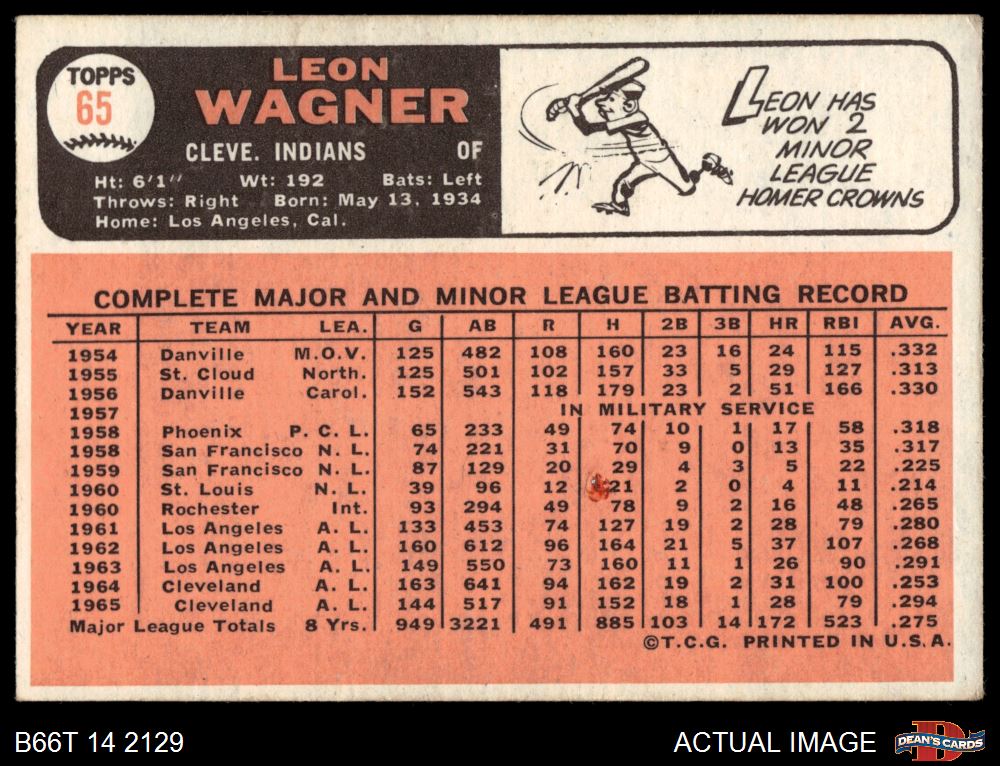 TOPPS
65
LEON
WAGNER
CLEVE. INDIANS OF
Ht: 6'1" Wt: 192 Bats: Left
Throws: Right Born: May 13, 1934
Home: Los Angeles, Cal.
LEON HAS
WON 2
MINOR
LEAGUE
HOMER CROWNS
COMPLETE MAJOR AND MINOR LEAGUE BATTING RECORD
YEAR TEAM LEA. G AB R H 2B 3B HR RBI AVG.
1954 Danville M.O.V. 125 482 108 160 23 16 24 115 .332
1955 St. Cloud North. 125 501 102 157 33 5 29 127 .313
1956 Danville Carol. 152 543 118 179 23 2 51 166 .330
1957 IN MILITARY SERVICE
1958 Phoenix P. C. L. 65 233 49 74 10 1 17 58 .318
1958 San Francisco N. L. 74 221 31 70 9 0 13 35 .317
1959 San Francisco N. L. 87 129 20 29 4 3 5 22 .225
1960 St. Louis N. L. 39 96 12 21 2 0 4 11 .214
1960 Rochester Int. 93 294 49 78 9 2 16 48 .265
1961 Los Angeles A. L. 133 453 74 127 19 2 28 79 .280
1962 Los Angeles A. L. 160 612 96 164 21 5 37 107 .268
1963 Los Angeles A. L. 149 550 73 160 11 1 26 90 .291
1964 Cleveland A. L. 163 641 94 162 19 2 31 100 .253
1965 Cleveland A. L. 144 517 91 152 18 1 28 79 .294
Major League Totals 8 Yrs. 949 3221 491 885 103 14 172 523 .275
©T.C.G. PRINTED IN U.S.A.
B66T 14 2129 ACTUAL IMAGE DEAN'S CARDS